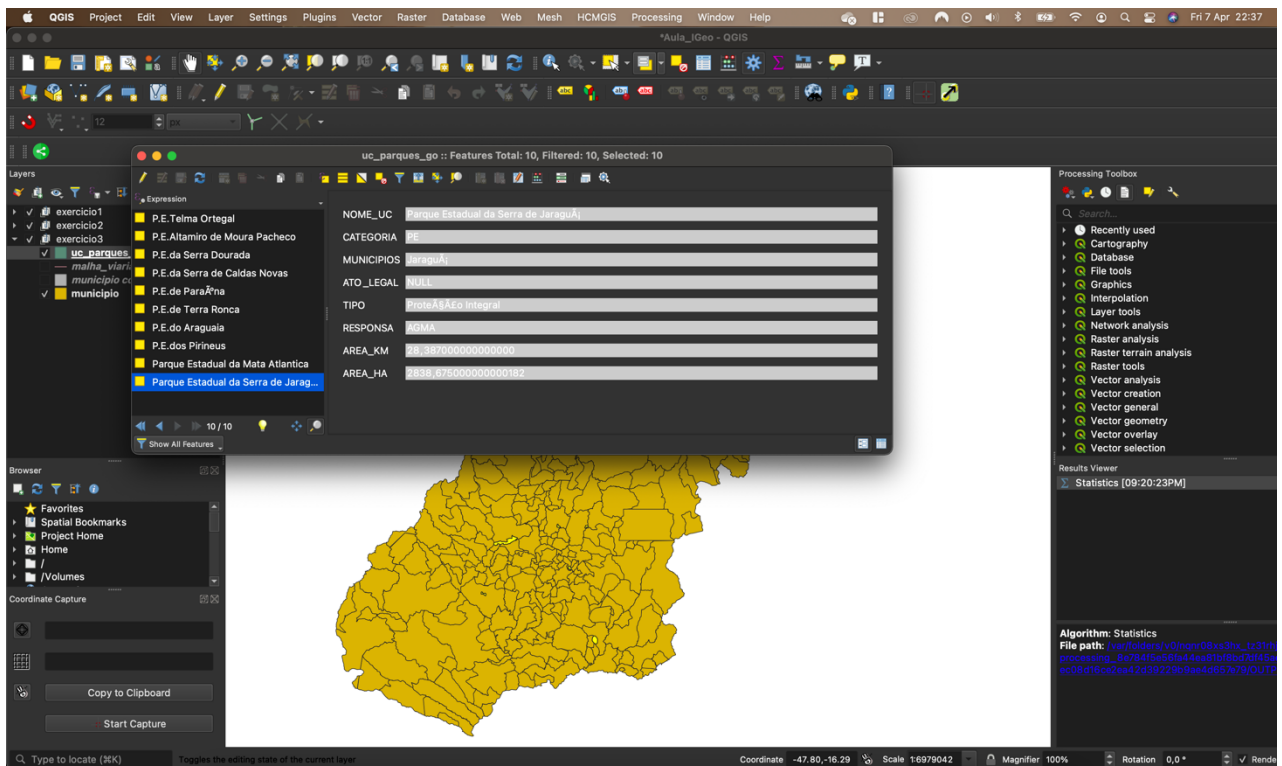 QGIS Project Edit View Layer Settings Plugins Vector Raster Database Web Mesh HCMGIS Processing Window Help Fri 7 Apr 22:37
*Aula_IGeo - QGIS
12 px
uc_parques_go :: Features Total: 10, Filtered: 10, Selected: 10
Layers
exercicio1
exercicio2
exercicio3
uc_parques
malha_viari
municipio co
municipio
Expression
P.E.Telma Ortegal
P.E.Altamiro de Moura Pacheco
P.E.da Serra Dourada
P.E.da Serra de Caldas Novas
P.E.de ParaÃºna
P.E.de Terra Ronca
P.E.do Araguaia
P.E.dos Pirineus
Parque Estadual da Mata Atlantica
Parque Estadual da Serra de Jarag...
10 / 10
Show All Features
NOME_UC Parque Estadual da Serra de JaraguÃ¡
CATEGORIA PE
MUNICIPIOS JaraguÃ¡
ATO_LEGAL NULL
TIPO ProteÃ§Ã£o Integral
RESPONSA AGMA
AREA_KM 28,387000000000000
AREA_HA 2838,675000000000182
Processing Toolbox
Search...
Recently used
Cartography
Database
File tools
Graphics
Interpolation
Layer tools
Network analysis
Raster analysis
Raster terrain analysis
Raster tools
Vector analysis
Vector creation
Vector general
Vector geometry
Vector overlay
Vector selection
Results Viewer
Statistics [09:20:23PM]
Algorithm: Statistics
File path:
Browser
Favorites
Spatial Bookmarks
Project Home
Home
/
/Volumes
Coordinate Capture
Copy to Clipboard
Start Capture
Type to locate (⌘K) Toggles the editing state of the current layer Coordinate -47.80,-16.29 Scale 1:6979042 Magnifier 100% Rotation 0,0 ° Rende